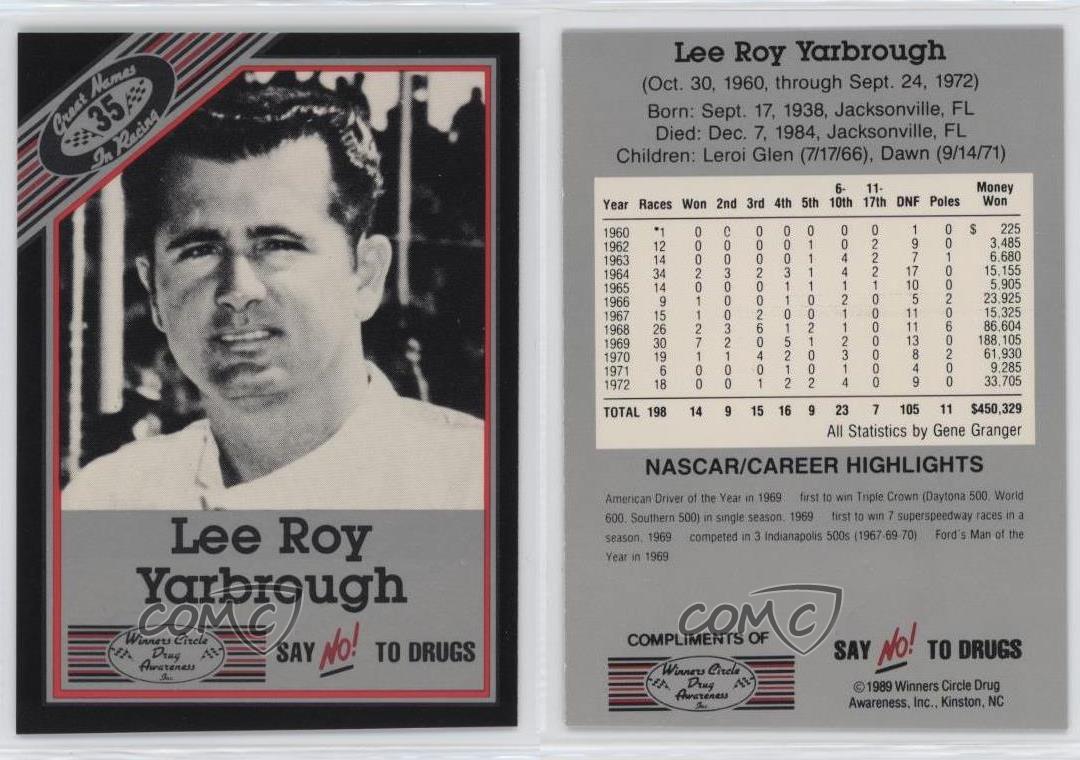 Great Names
35
In Racing
Lee Roy
Yarbrough
COMC
Winners Circle
Drug
Awareness
Inc.
SAY NO! TO DRUGS
Lee Roy Yarbrough
(Oct. 30, 1960, through Sept. 24, 1972)
Born: Sept. 17, 1938, Jacksonville, FL
Died: Dec. 7, 1984, Jacksonville, FL
Children: Leroi Glen (7/17/66), Dawn (9/14/71)
Year Races Won 2nd 3rd 4th 5th 6-10th 11-17th DNF Poles Money Won
1960 *1 0 0 0 0 0 0 0 1 0 $ 225
1962 12 0 0 0 0 1 0 2 9 0 3,485
1963 14 0 0 0 0 1 4 2 7 1 6,680
1964 34 2 3 2 3 1 4 2 17 0 15,155
1965 14 0 0 0 1 1 1 1 10 0 5,905
1966 9 1 0 0 1 0 2 0 5 2 23,925
1967 15 1 0 2 0 0 1 0 11 0 15,325
1968 26 2 3 6 1 2 1 0 11 6 86,604
1969 30 7 2 0 5 1 2 0 13 0 188,105
1970 19 1 1 4 2 0 3 0 8 2 61,930
1971 6 0 0 0 1 0 1 0 4 0 9,285
1972 18 0 0 1 2 2 4 0 9 0 33,705
TOTAL 198 14 9 15 16 9 23 7 105 11 $450,329
All Statistics by Gene Granger
NASCAR/CAREER HIGHLIGHTS
American Driver of the Year in 1969 first to win Triple Crown (Daytona 500, World
600, Southern 500) in single season, 1969 first to win 7 superspeedway races in a
season, 1969 competed in 3 Indianapolis 500s (1967-69-70) Ford's Man of the
Year in 1969
COMC
COMPLIMENTS OF
Winners Circle
Drug
Awareness
Inc.
SAY NO! TO DRUGS
©1989 Winners Circle Drug
Awareness, Inc., Kinston, NC